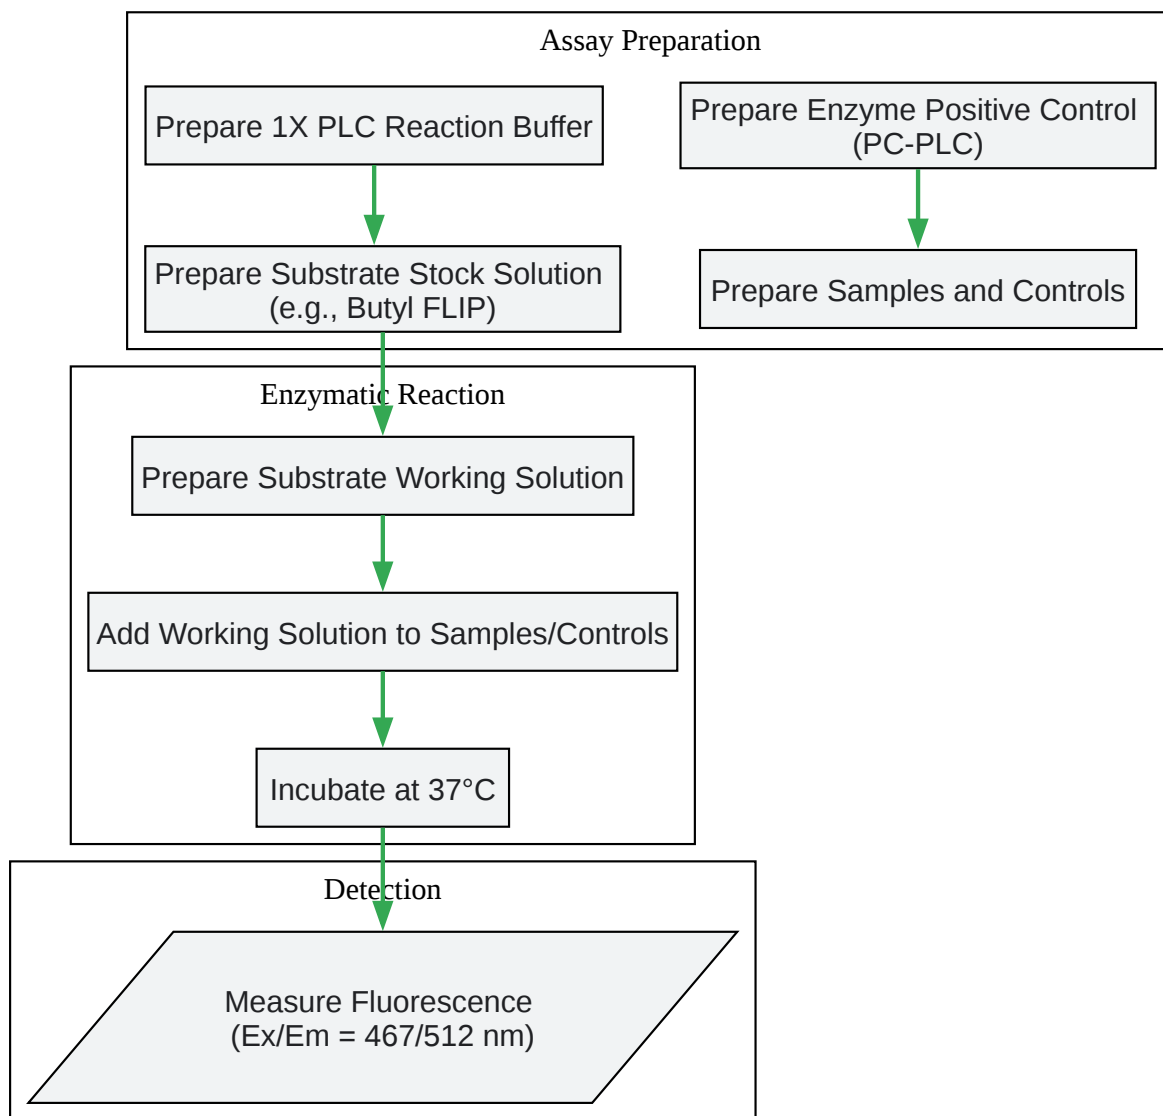 Assay Preparation
Prepare 1X PLC Reaction Buffer
Prepare Enzyme Positive Control
(PC-PLC)
Prepare Substrate Stock Solution
(e.g., Butyl FLIP)
Prepare Samples and Controls
Enzymatic Reaction
Prepare Substrate Working Solution
Add Working Solution to Samples/Controls
Incubate at 37°C
Detection
Measure Fluorescence
(Ex/Em = 467/512 nm)